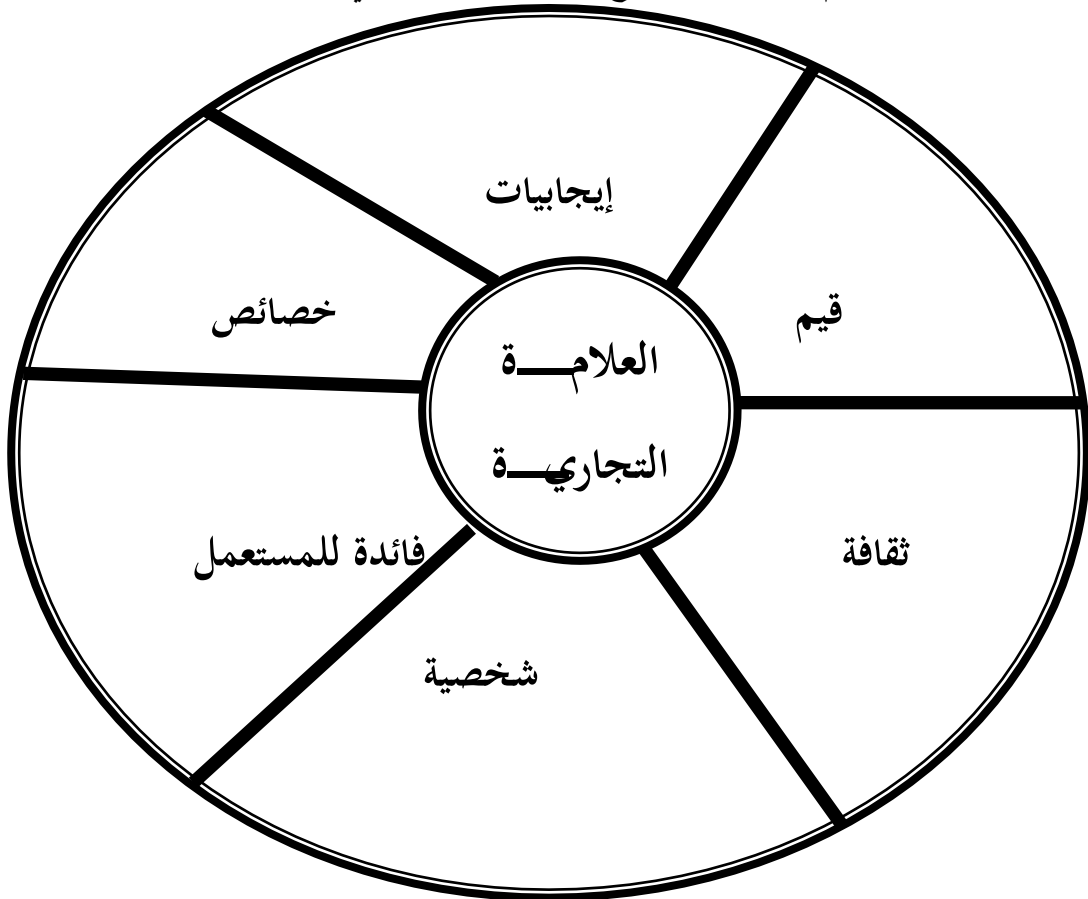 إيجابيات
قيم
خصائص
العلامـــة
التجاريـــة
ثقافة
فائدة للمستعمل
شخصية